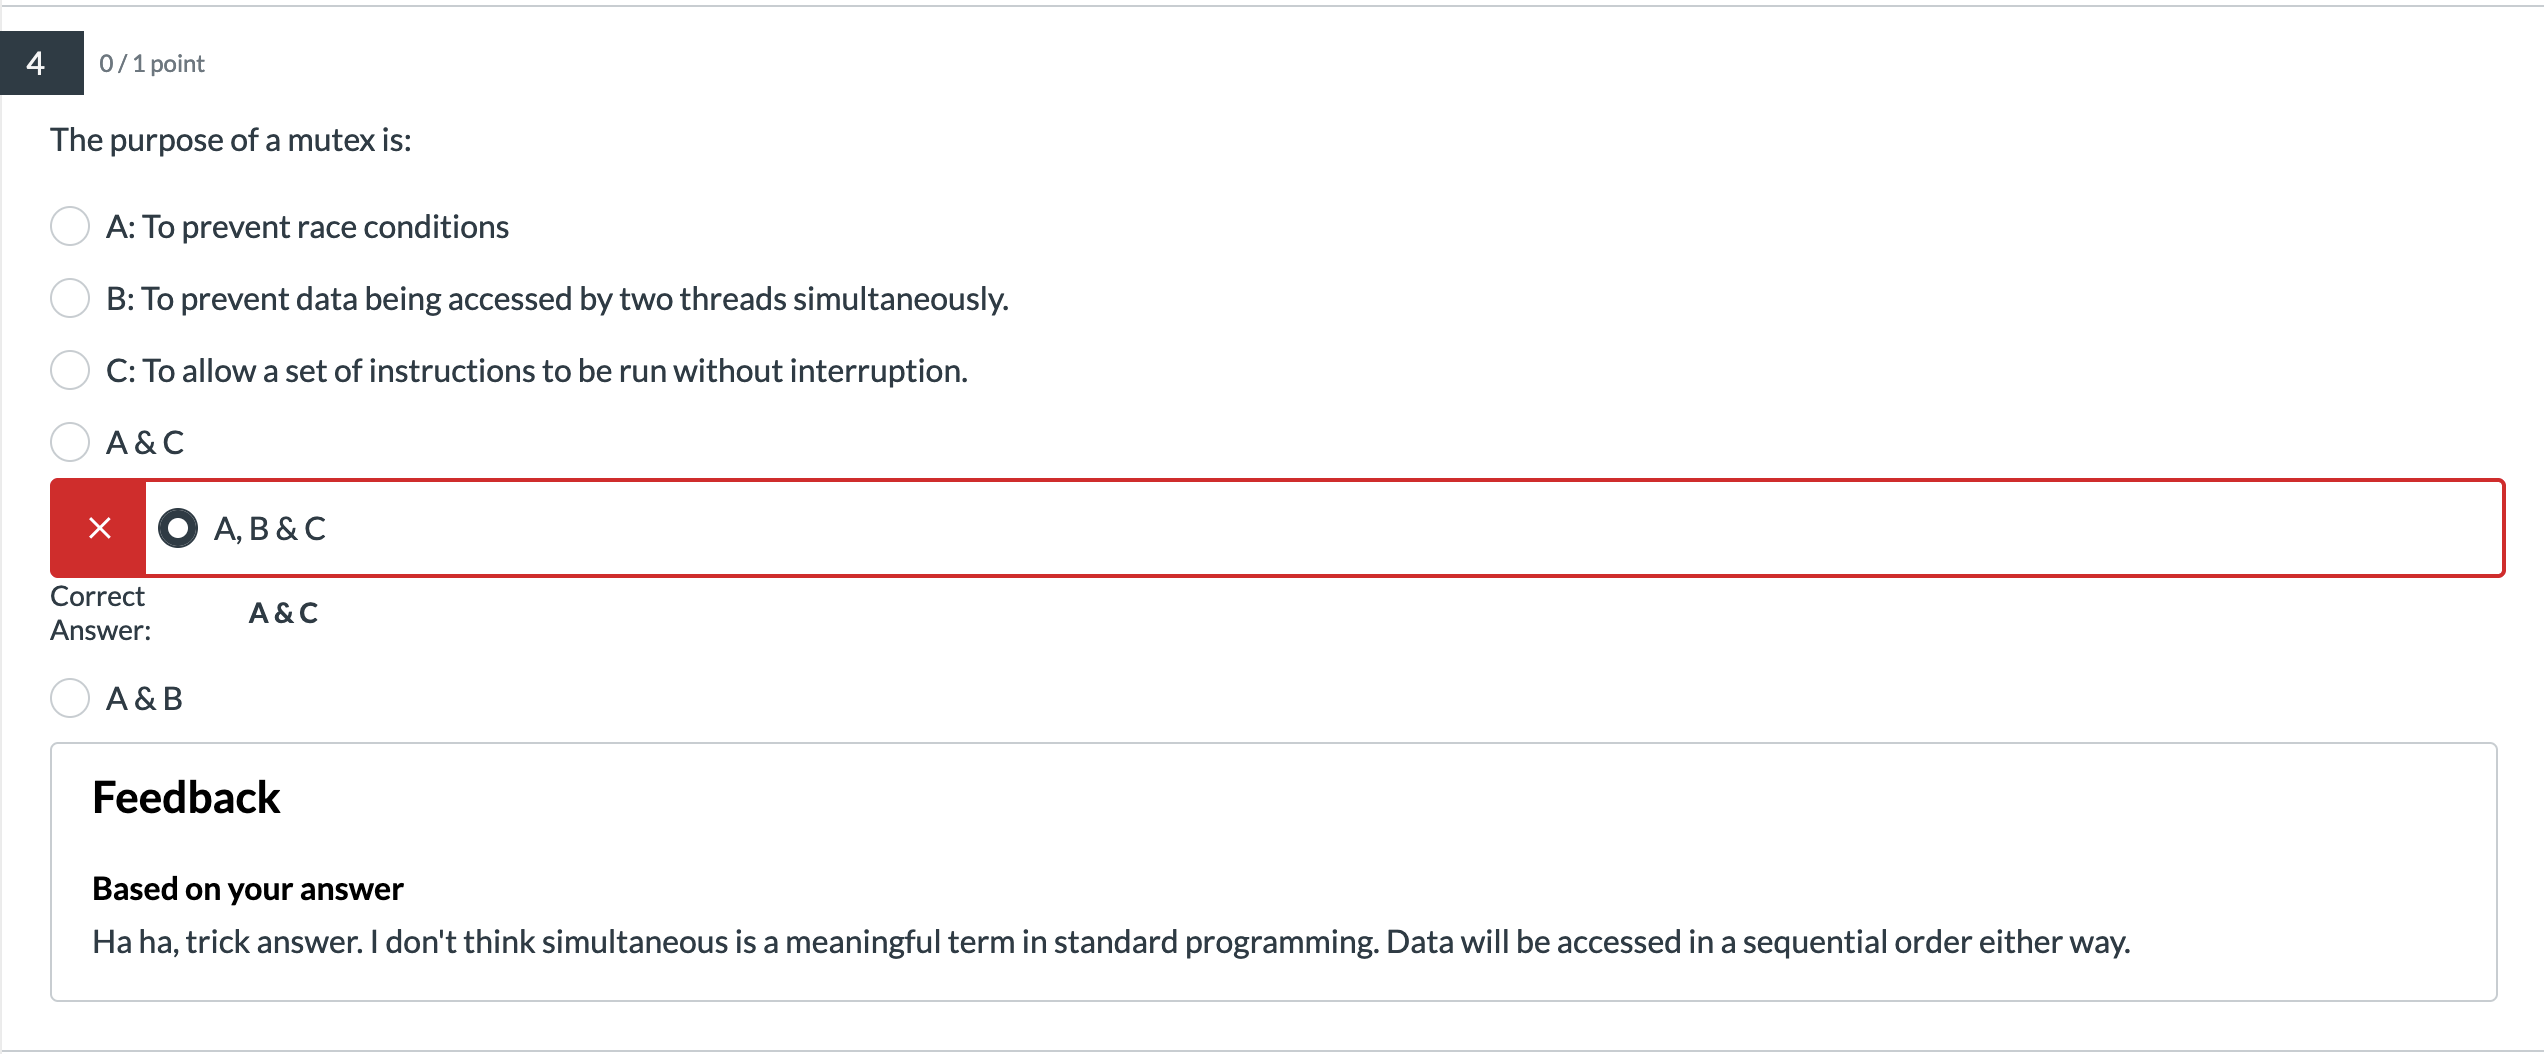 4
0 / 1 point
The purpose of a mutex is:
A: To prevent race conditions
B: To prevent data being accessed by two threads simultaneously.
C: To allow a set of instructions to be run without interruption.
A & C
A, B & C
Correct
Answer:
A & C
A & B
Feedback
Based on your answer
Ha ha, trick answer. I don't think simultaneous is a meaningful term in standard programming. Data will be accessed in a sequential order either way.